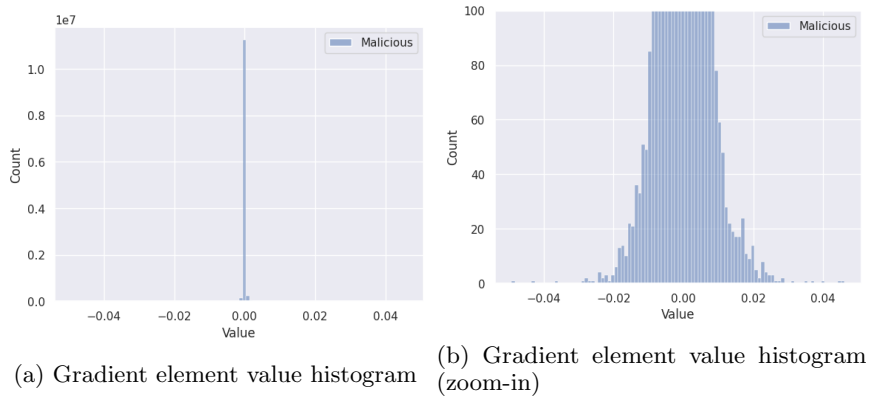 1e7
Malicious
1.0
0.8
0.6
0.4
0.2
0.0
Count
−0.04 −0.02 0.00 0.02 0.04
Value
(a) Gradient element value histogram
100
Malicious
80
60
40
20
0
Count
−0.04 −0.02 0.00 0.02 0.04
Value
(b) Gradient element value histogram
(zoom-in)